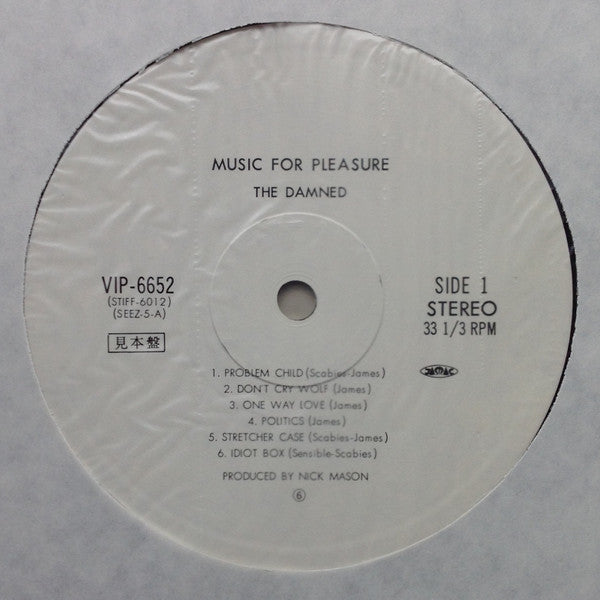 MUSIC FOR PLEASURE
THE DAMNED
VIP-6652
(STIFF-6012)
(SEEZ-5-A)
見本盤
SIDE 1
STEREO
33 1/3 RPM
JASRAC
1. PROBLEM CHILD (Scabies-James)
2. DON'T CRY WOLF (James)
3. ONE WAY LOVE (James)
4. POLITICS (James)
5. STRETCHER CASE (Scabies-James)
6. IDIOT BOX (Sensible-Scabies)
PRODUCED BY NICK MASON
⑥